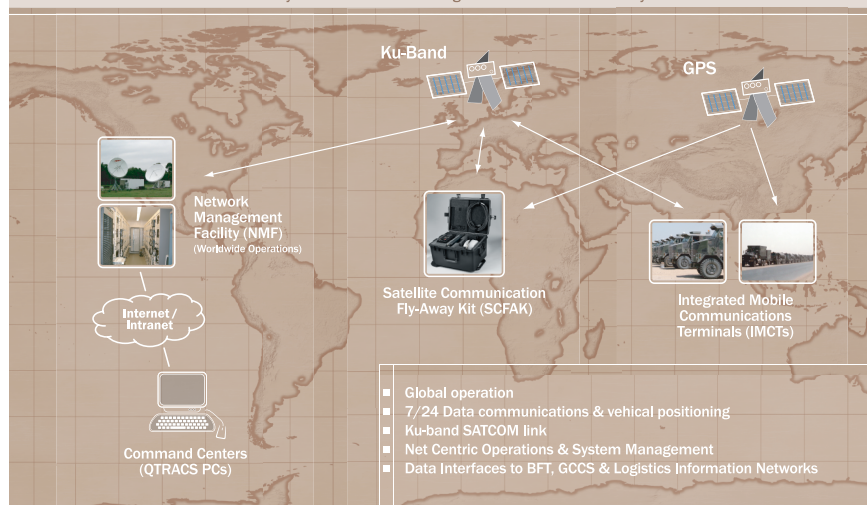 Ku-Band
GPS
Network
Management
Facility (NMF)
(Worldwide Operations)
Satellite Communication
Fly-Away Kit (SCFAK)
Integrated Mobile
Communications
Terminals (IMCTs)
Internet /
Intranet
Command Centers
(QTRACS PCs)
Global operation
7/24 Data communications & vehical positioning
Ku-band SATCOM link
Net Centric Operations & System Management
Data Interfaces to BFT, GCCS & Logistics Information Networks